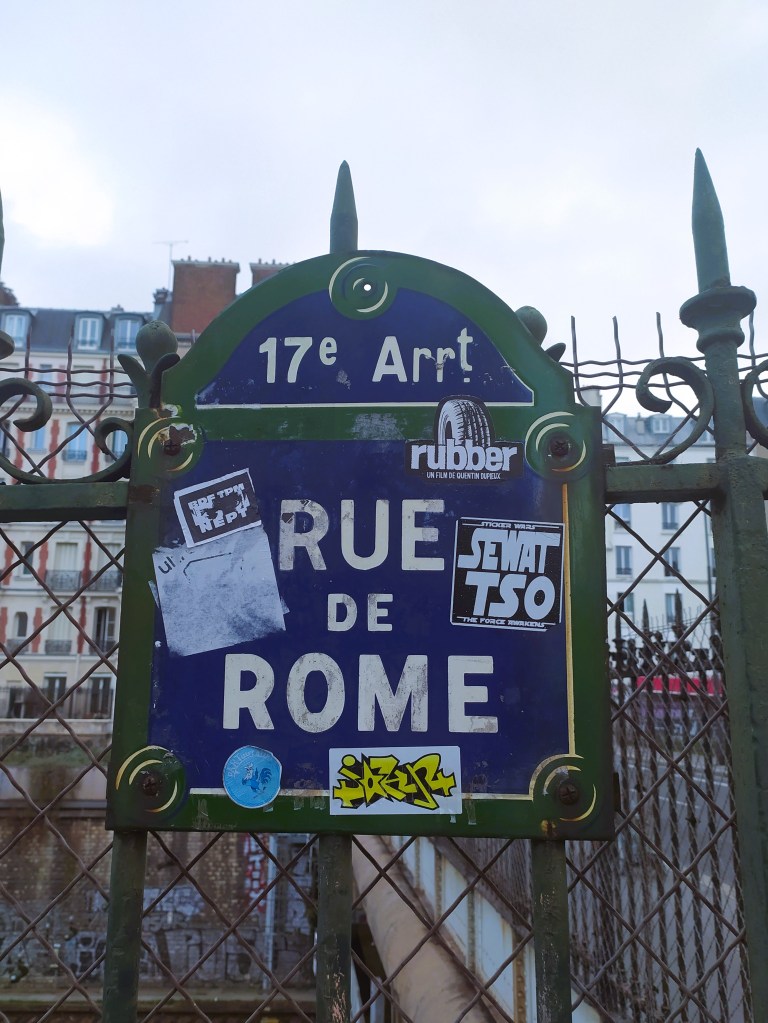 17e Arrt
rubber
UN FILM DE QUENTIN DUPIEUX
RUE
STICKER WARS
SEWAT
TSO
THE FORCE AWAKENS
DE
ROME